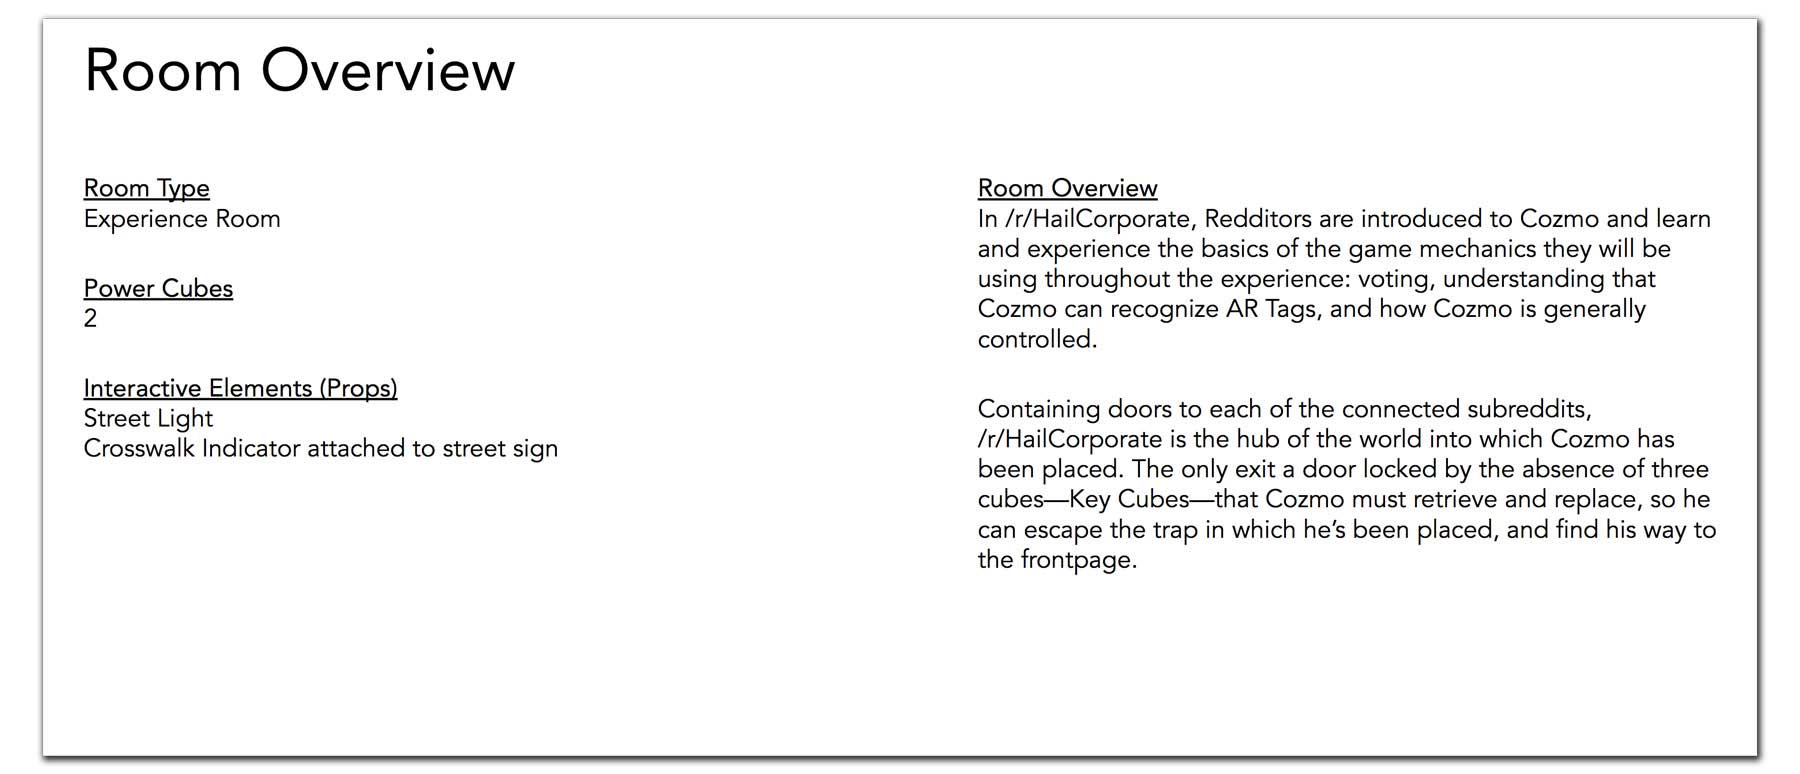 Room Overview
Room Type
Experience Room
Power Cubes
2
Interactive Elements (Props)
Street Light
Crosswalk Indicator attached to street sign
Room Overview
In /r/HailCorporate, Redditors are introduced to Cozmo and learn
and experience the basics of the game mechanics they will be
using throughout the experience: voting, understanding that
Cozmo can recognize AR Tags, and how Cozmo is generally
controlled.
Containing doors to each of the connected subreddits,
/r/HailCorporate is the hub of the world into which Cozmo has
been placed. The only exit a door locked by the absence of three
cubes—Key Cubes—that Cozmo must retrieve and replace, so he
can escape the trap in which he’s been placed, and find his way to
the frontpage.